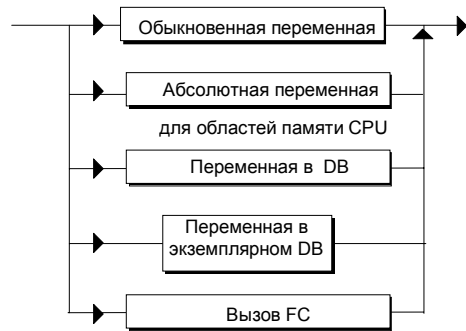 Обыкновенная переменная
Абсолютная переменная
для областей памяти CPU
Переменная в DB
Переменная в
экземплярном DB
Вызов FC